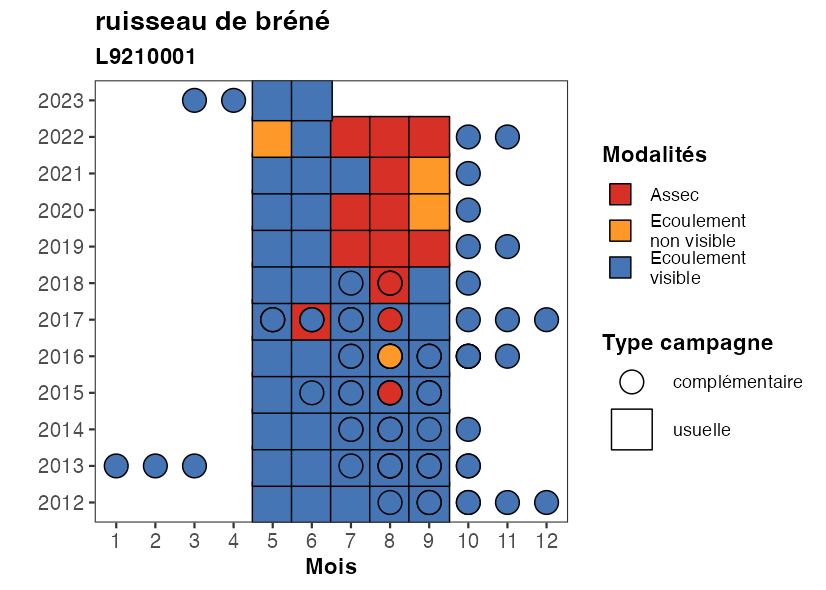 ruisseau de bréné
L9210001
2023
2022
2021
2020
2019
2018
2017
2016
2015
2014
2013
2012
1 2 3 4 5 6 7 8 9 10 11 12
Mois
Modalités
Assec
Ecoulement
non visible
Ecoulement
visible
Type campagne
complémentaire
usuelle